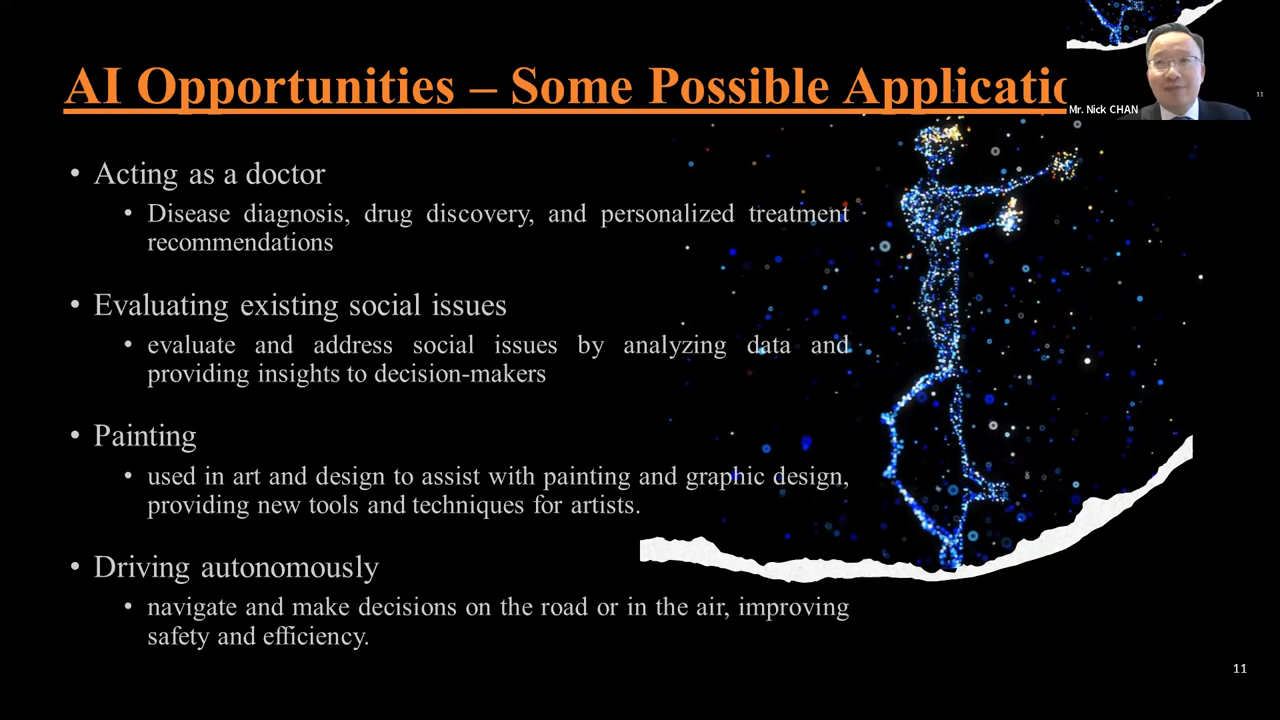 AI Opportunities – Some Possible Applicatio
Mr. Nick CHAN
11
• Acting as a doctor
• Disease diagnosis, drug discovery, and personalized treatment
recommendations
• Evaluating existing social issues
• evaluate and address social issues by analyzing data and
providing insights to decision-makers
• Painting
• used in art and design to assist with painting and graphic design,
providing new tools and techniques for artists.
• Driving autonomously
• navigate and make decisions on the road or in the air, improving
safety and efficiency.
11